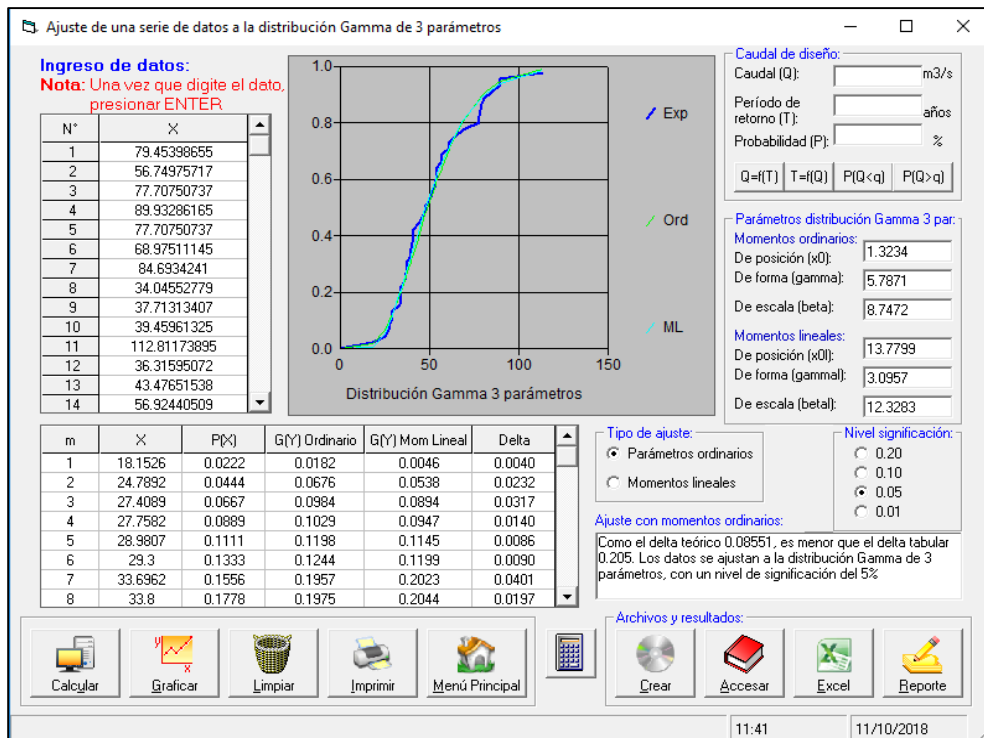 Ajuste de una serie de datos a la distribución Gamma de 3 parámetros
Ingreso de datos:
Nota: Una vez que digite el dato,
presionar ENTER
N° X
1 79.45398655
2 56.74975717
3 77.70750737
4 89.93286165
5 77.70750737
6 68.97511145
7 84.6934241
8 34.04552779
9 37.71313407
10 39.45961325
11 112.81173895
12 36.31595072
13 43.47651538
14 56.92440509
1.0
0.8
0.6
0.4
0.2
0.0
0 50 100 150
Distribución Gamma 3 parámetros
Exp
Ord
ML
Caudal de diseño:
Caudal (Q): m3/s
Período de
retorno (T): años
Probabilidad (P): %
Q=f(T) T=f(Q) P(Q<q) P(Q>q)
Parámetros distribución Gamma 3 par:
Momentos ordinarios:
De posición (x0): 1.3234
De forma (gamma): 5.7871
De escala (beta): 8.7472
Momentos lineales:
De posición (x0l): 13.7799
De forma (gammal): 3.0957
De escala (betal): 12.3283
m X P(X) G(Y) Ordinario G(Y) Mom Lineal Delta
1 18.1526 0.0222 0.0182 0.0046 0.0040
2 24.7892 0.0444 0.0676 0.0538 0.0232
3 27.4089 0.0667 0.0984 0.0894 0.0317
4 27.7582 0.0889 0.1029 0.0947 0.0140
5 28.9807 0.1111 0.1198 0.1145 0.0086
6 29.3 0.1333 0.1244 0.1199 0.0090
7 33.6962 0.1556 0.1957 0.2023 0.0401
8 33.8 0.1778 0.1975 0.2044 0.0197
Tipo de ajuste:
Parámetros ordinarios
Momentos lineales
Nivel significación:
0.20
0.10
0.05
0.01
Ajuste con momentos ordinarios:
Como el delta teórico 0.08551, es menor que el delta tabular
0.205. Los datos se ajustan a la distribución Gamma de 3
parámetros, con un nivel de significación del 5%
Calcular Graficar Limpiar Imprimir Menú Principal
Archivos y resultados:
Crear Accesar Excel Reporte
11:41 11/10/2018